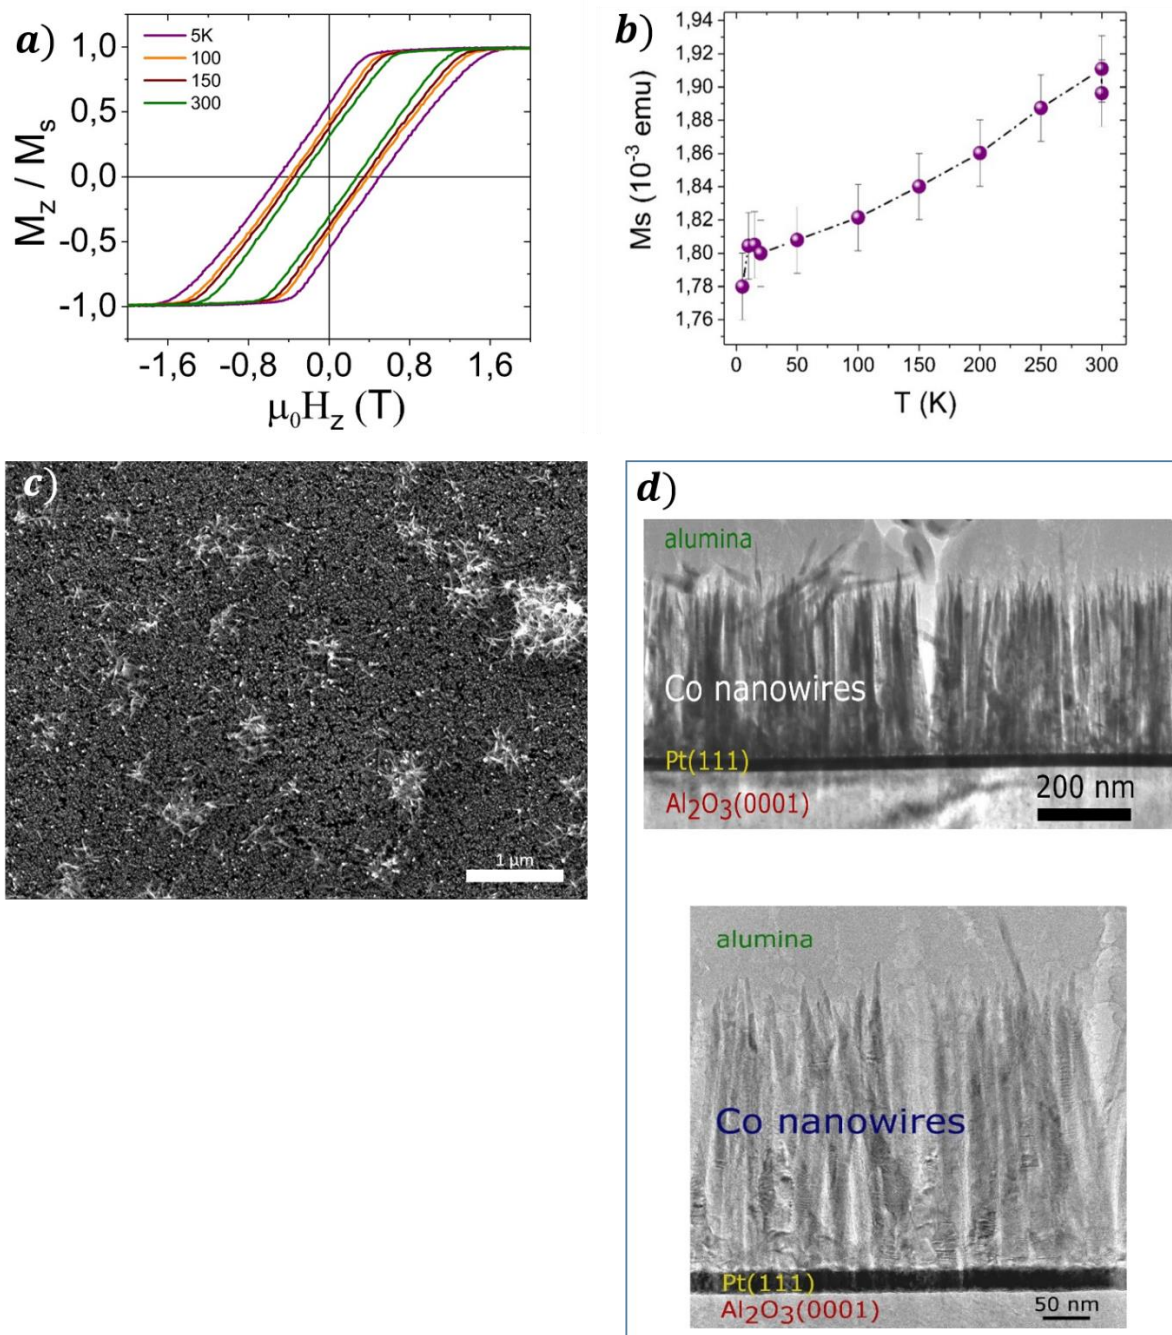 a)
5K
100
150
300
1,0
0,5
0,0
-0,5
-1,0
M_z / M_s
-1,6 -0,8 0,0 0,8 1,6
μ₀H_z (T)
b)
1,94
1,92
1,90
1,88
1,86
1,84
1,82
1,80
1,78
1,76
Ms (10⁻³ emu)
0 50 100 150 200 250 300
T (K)
c)
1 μm
d)
alumina
Co nanowires
Pt(111)
Al₂O₃(0001)
200 nm
alumina
Co nanowires
Pt(111)
Al₂O₃(0001)
50 nm